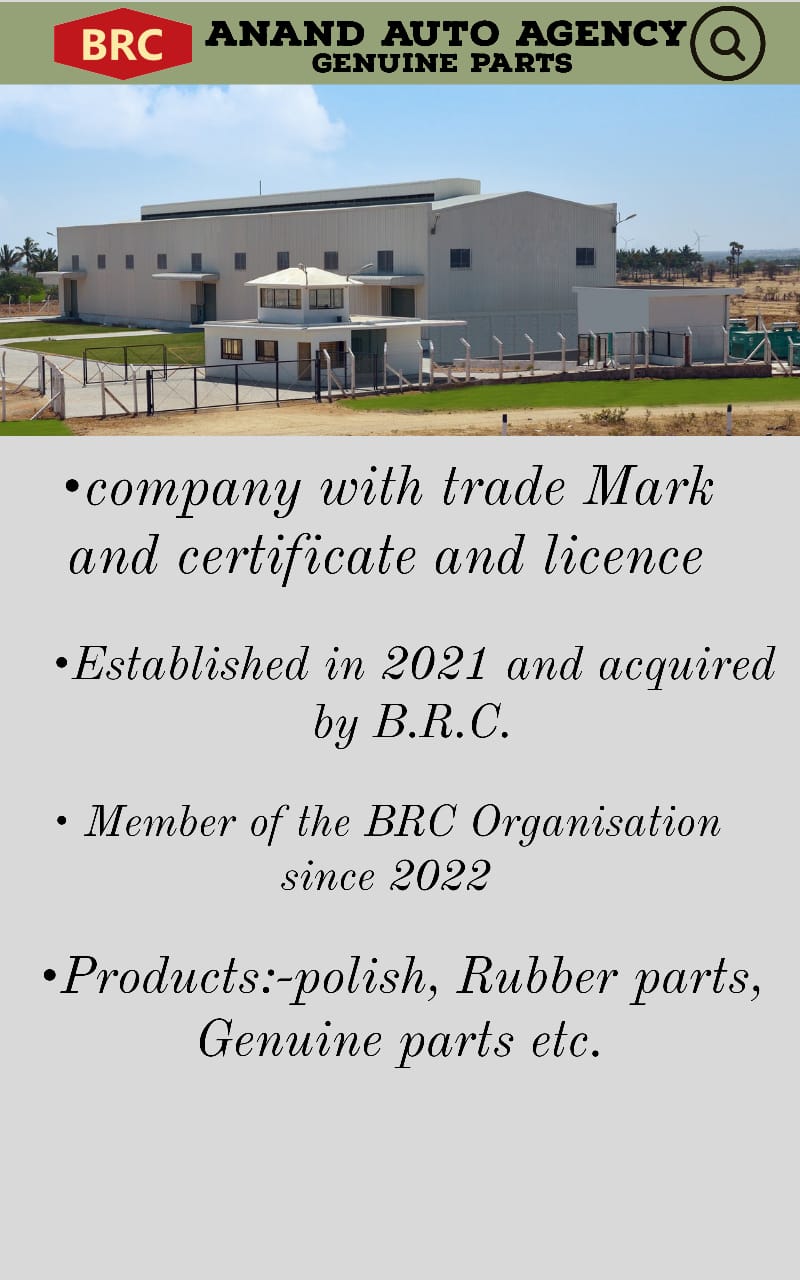 BRC
ANAND AUTO AGENCY
GENUINE PARTS
•company with trade Mark
and certificate and licence
•Established in 2021 and acquired
by B.R.C.
• Member of the BRC Organisation
since 2022
•Products:-polish, Rubber parts,
Genuine parts etc.